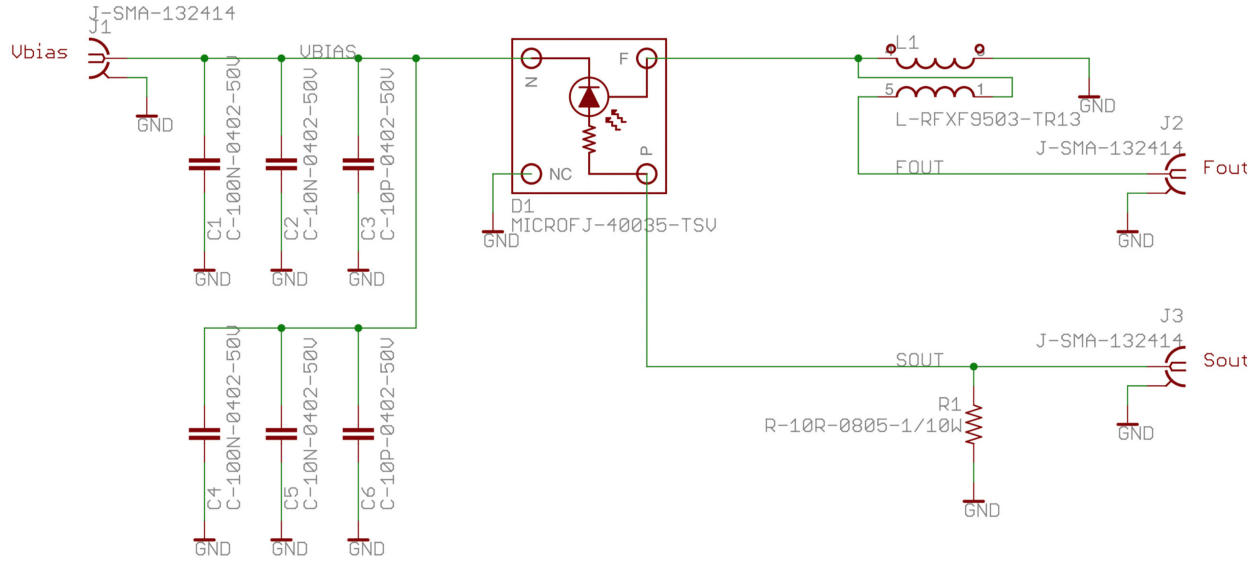 J-SMA-132414
J1
Vbias
VBIAS
GND
C1
C-100N-0402-50V
GND
C2
C-10N-0402-50V
GND
C3
C-10P-0402-50V
GND
C4
C-100N-0402-50V
GND
C5
C-10N-0402-50V
GND
C6
C-10P-0402-50V
GND
N
F
NC
P
D1
MICROFJ-40035-TSV
GND
L1
5
1
L-RFXF9503-TR13
GND
J2
J-SMA-132414
FOUT
Fout
GND
J3
J-SMA-132414
SOUT
Sout
GND
R1
R-10R-0805-1/10W
GND